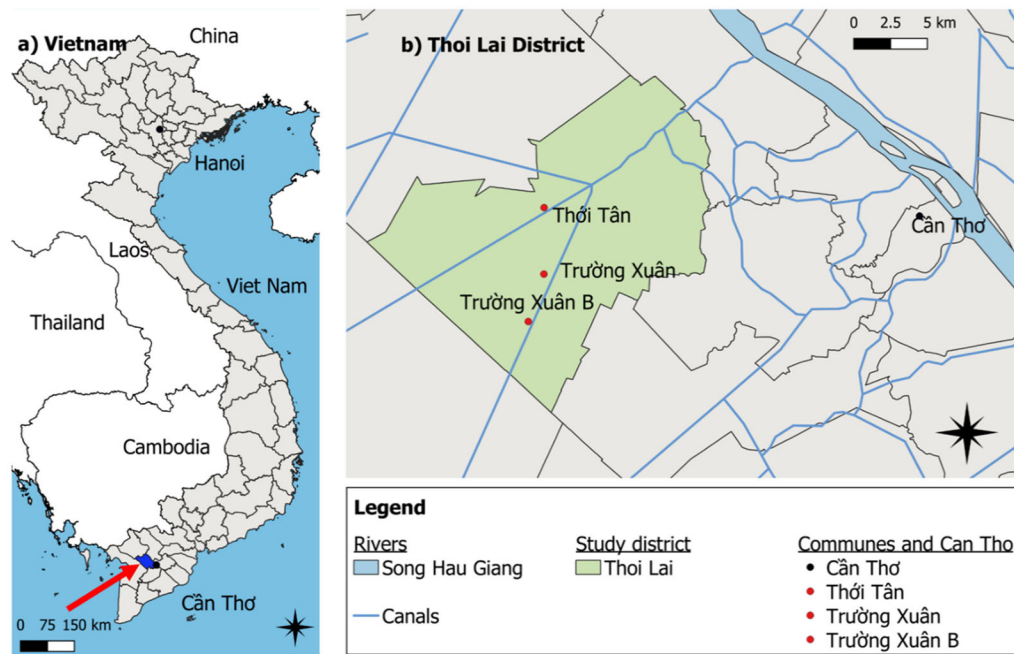 a) Vietnam
China
Hanoi
Laos
Viet Nam
Thailand
Cambodia
Cần Thơ
0 75 150 km
b) Thoi Lai District
0 2.5 5 km
Thới Tân
Cần Thơ
Trường Xuân
Trường Xuân B
Legend
Rivers
Song Hau Giang
Canals
Study district
Thoi Lai
Communes and Can Tho
Cần Thơ
Thới Tân
Trường Xuân
Trường Xuân B